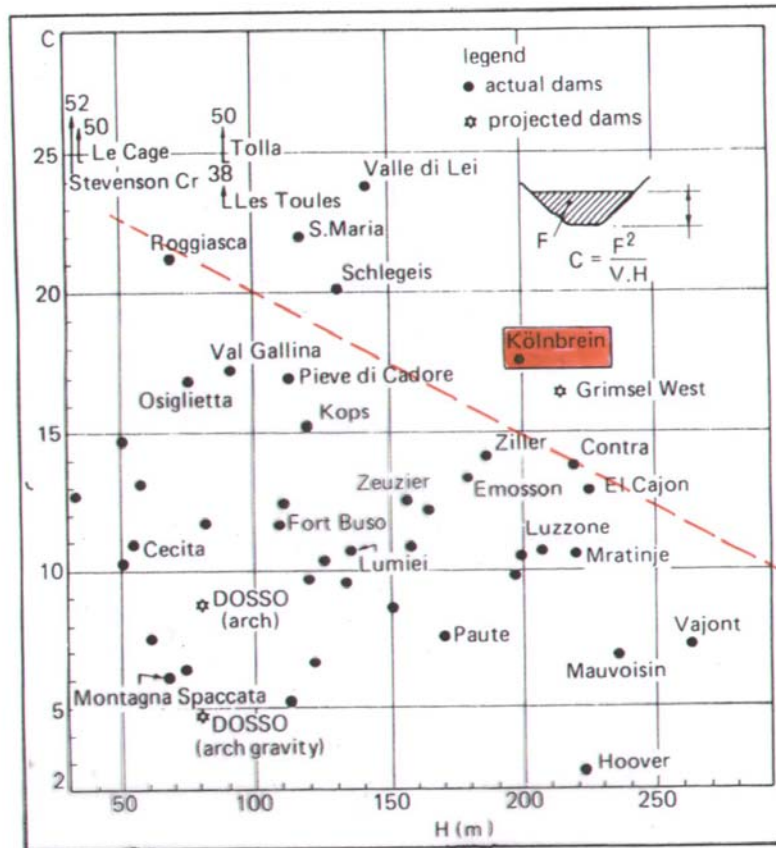 C
legend
● actual dams
✡ projected dams
52
50
50
25
Le Cage
Tolla
Stevenson Cr
38
Les Toules
Valle di Lei
S.Maria
Roggiasca
Schlegeis
F
C = F²/V.H
20
Kölnbrein
Val Gallina
Pieve di Cadore
Grimsel West
Osiglietta
Kops
15
Ziller
Contra
Zeuzier
Emosson
El Cajon
Fort Buso
Luzzone
Cecita
Lumiei
Mratinje
10
DOSSO
(arch)
Paute
Vajont
Mauvoisin
Montagna Spaccata
5
DOSSO
(arch gravity)
Hoover
2
50
100
150
200
250
H (m)